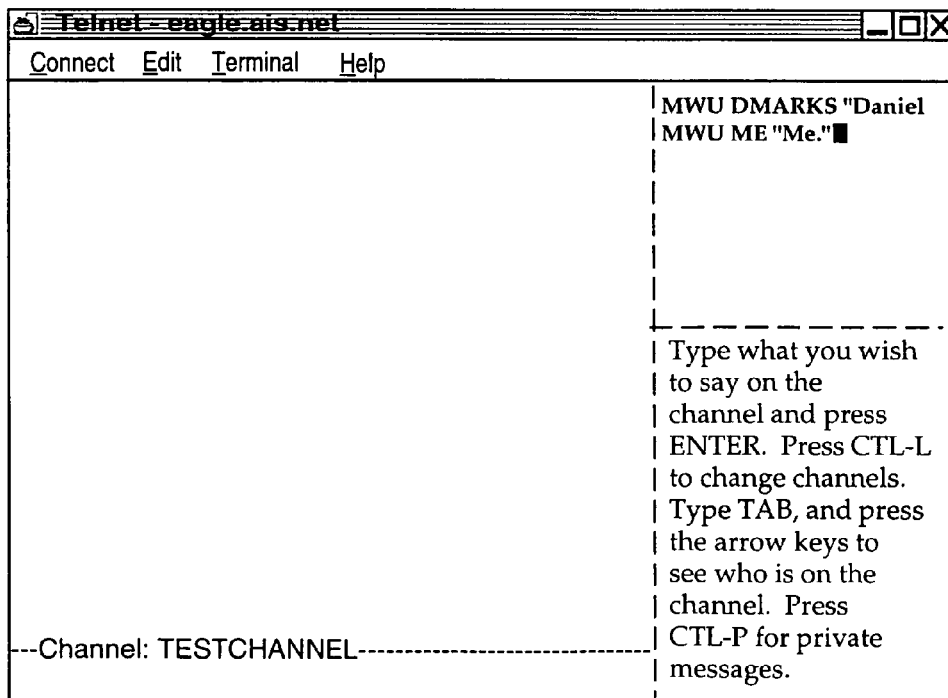 Telnet - eagle.ais.net
Connect Edit Terminal Help
MWU DMARKS "Daniel
MWU ME "Me."
Type what you wish
to say on the
channel and press
ENTER. Press CTL-L
to change channels.
Type TAB, and press
the arrow keys to
see who is on the
channel. Press
CTL-P for private
messages.
---Channel: TESTCHANNEL-----------------------------